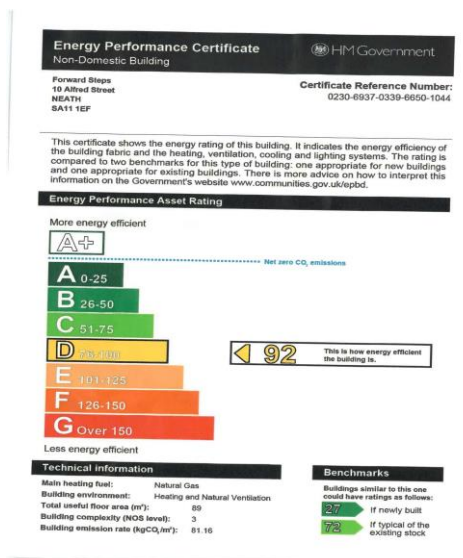 Energy Performance Certificate
Non-Domestic Building
HM Government
Forward Steps
10 Alfred Street
NEATH
SA11 1EF
Certificate Reference Number:
0230-6937-0339-6650-1044
This certificate shows the energy rating of this building. It indicates the energy efficiency of
the building fabric and the heating, ventilation, cooling and lighting systems. The rating is
compared to two benchmarks for this type of building: one appropriate for new buildings
and one appropriate for existing buildings. There is more advice on how to interpret this
information on the Government's website www.communities.gov.uk/epbd.
Energy Performance Asset Rating
More energy efficient
A+
Net zero CO₂ emissions
A 0-25
B 26-50
C 51-75
D 76-100
92
This is how energy efficient
the building is.
E 101-125
F 126-150
G Over 150
Less energy efficient
Technical information
Main heating fuel: Natural Gas
Building environment: Heating and Natural Ventilation
Total useful floor area (m²): 89
Building complexity (NOS level): 3
Building emission rate (kgCO₂/m²): 81.16
Benchmarks
Buildings similar to this one
could have ratings as follows:
27 If newly built
72 If typical of the
existing stock